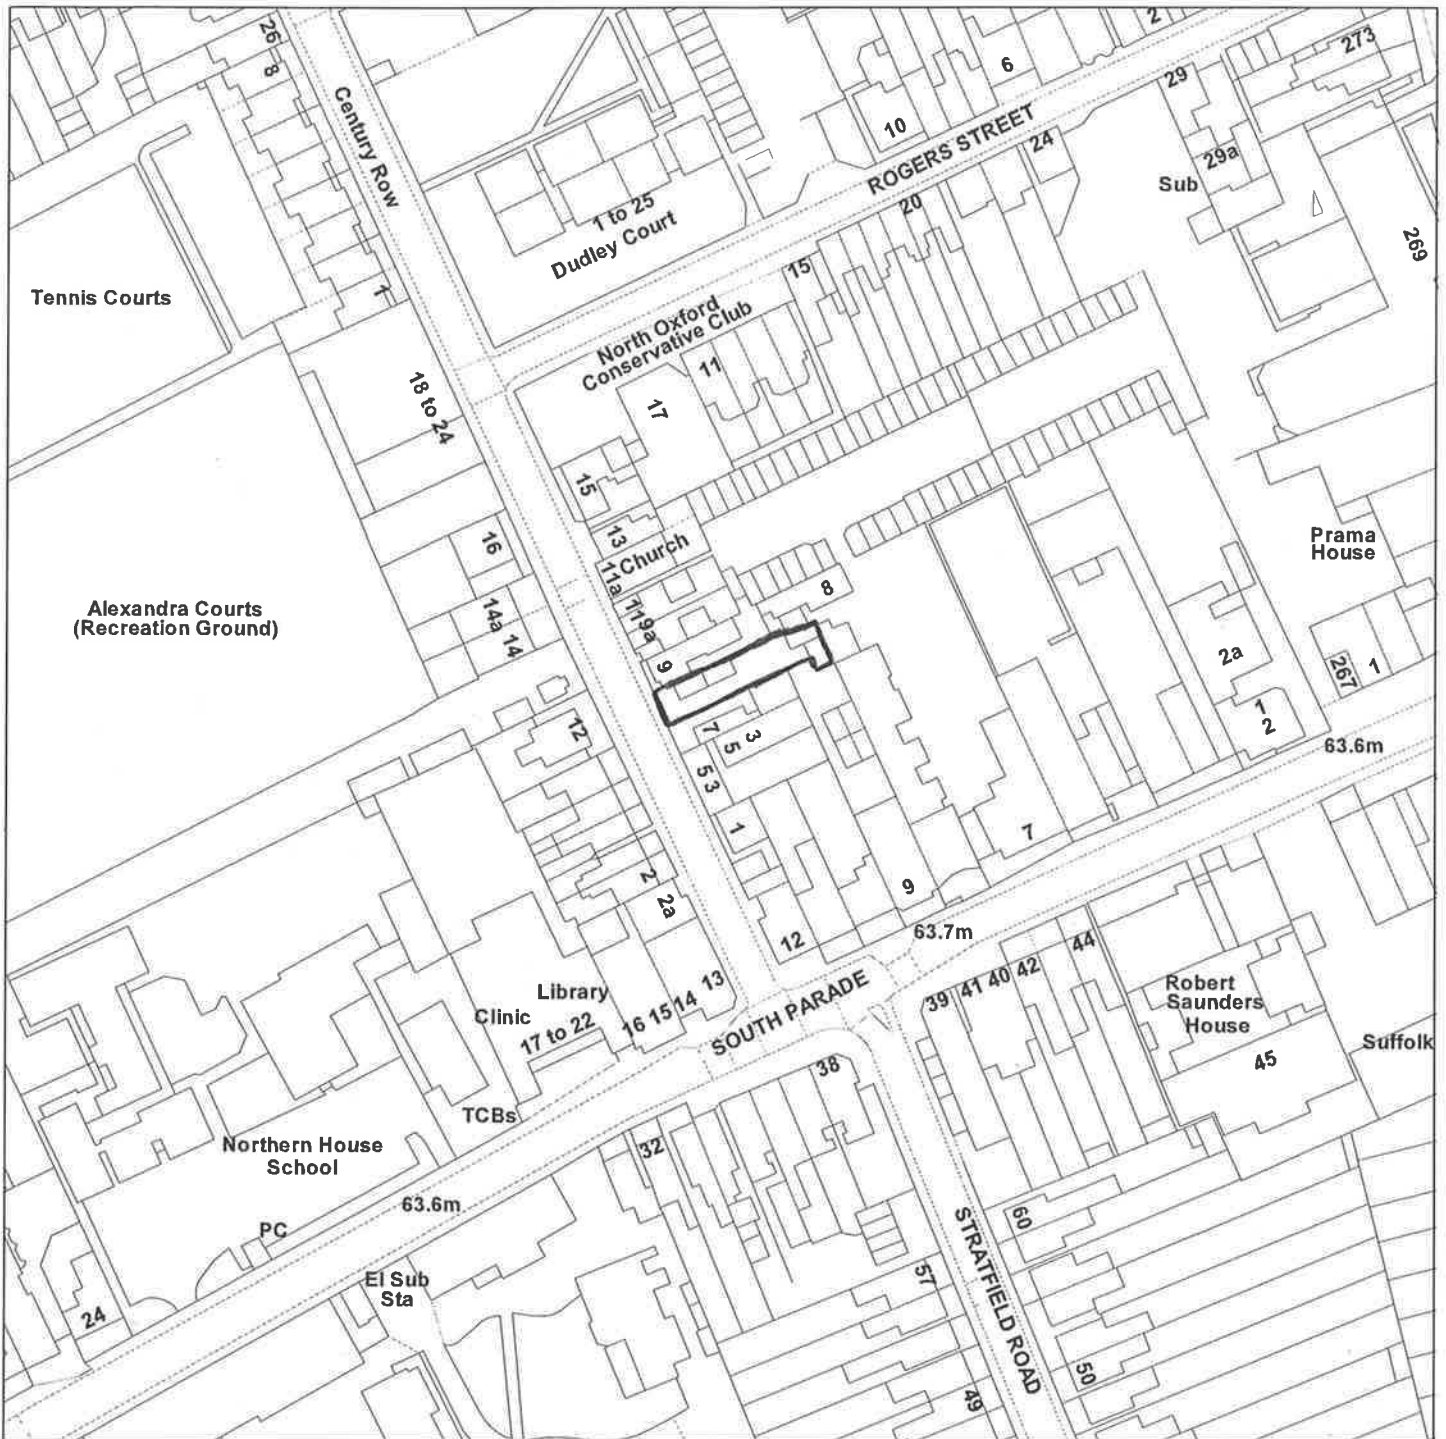 26
8
Century Row
6
2
273
29
10
ROGERS STREET
24
29a
Sub
1 to 25
Dudley Court
20
269
Tennis Courts
1
15
North Oxford
Conservative Club
11
17
18 to 24
15
16
13
Church
11a
Prama
House
8
Alexandra Courts
(Recreation Ground)
14a
14
11
9a
9
2a
267
1
1
2
63.6m
12
7
5
3
5
3
1
7
2
2a
9
63.7m
12
44
42
40
41
39
13
14
15
16
Library
Clinic
17 to 22
SOUTH PARADE
Robert
Saunders
House
45
Suffolk
38
TCBs
Northern House
School
32
63.6m
PC
60
STRATFIELD ROAD
El Sub
Sta
57
24
50
49